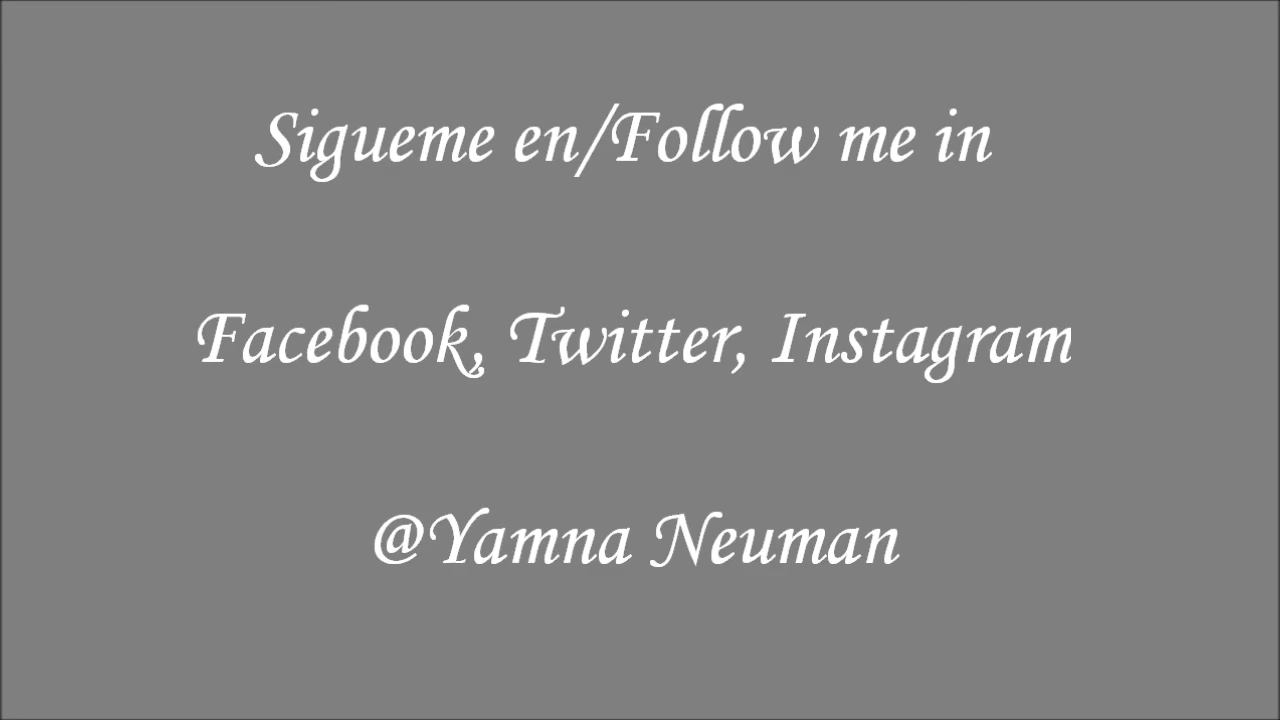 Sigueme en/Follow me in
Facebook, Twitter, Instagram
@Yamna Neuman